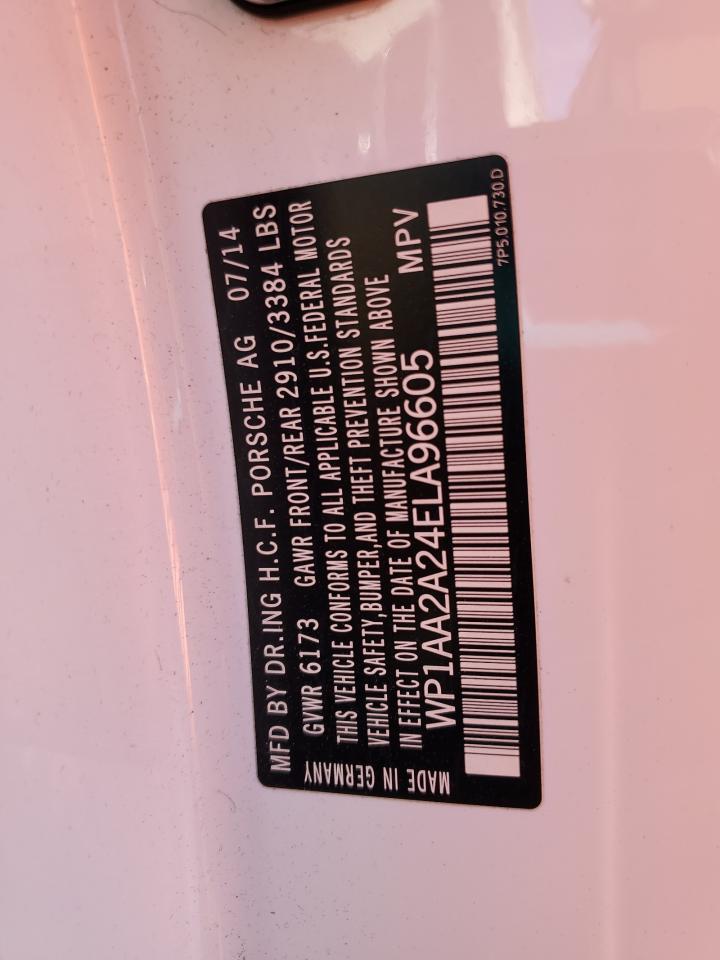 MFD BY DR.ING H.C.F. PORSCHE AG 07/14
GVWR 6173 GAWR FRONT/REAR 2910/3384 LBS
THIS VEHICLE CONFORMS TO ALL APPLICABLE U.S.FEDERAL MOTOR
VEHICLE SAFETY,BUMPER,AND THEFT PREVENTION STANDARDS
IN EFFECT ON THE DATE OF MANUFACTURE SHOWN ABOVE
WP1AA2A24ELA96605 MPV
MADE IN GERMANY
7P5.010.730.D